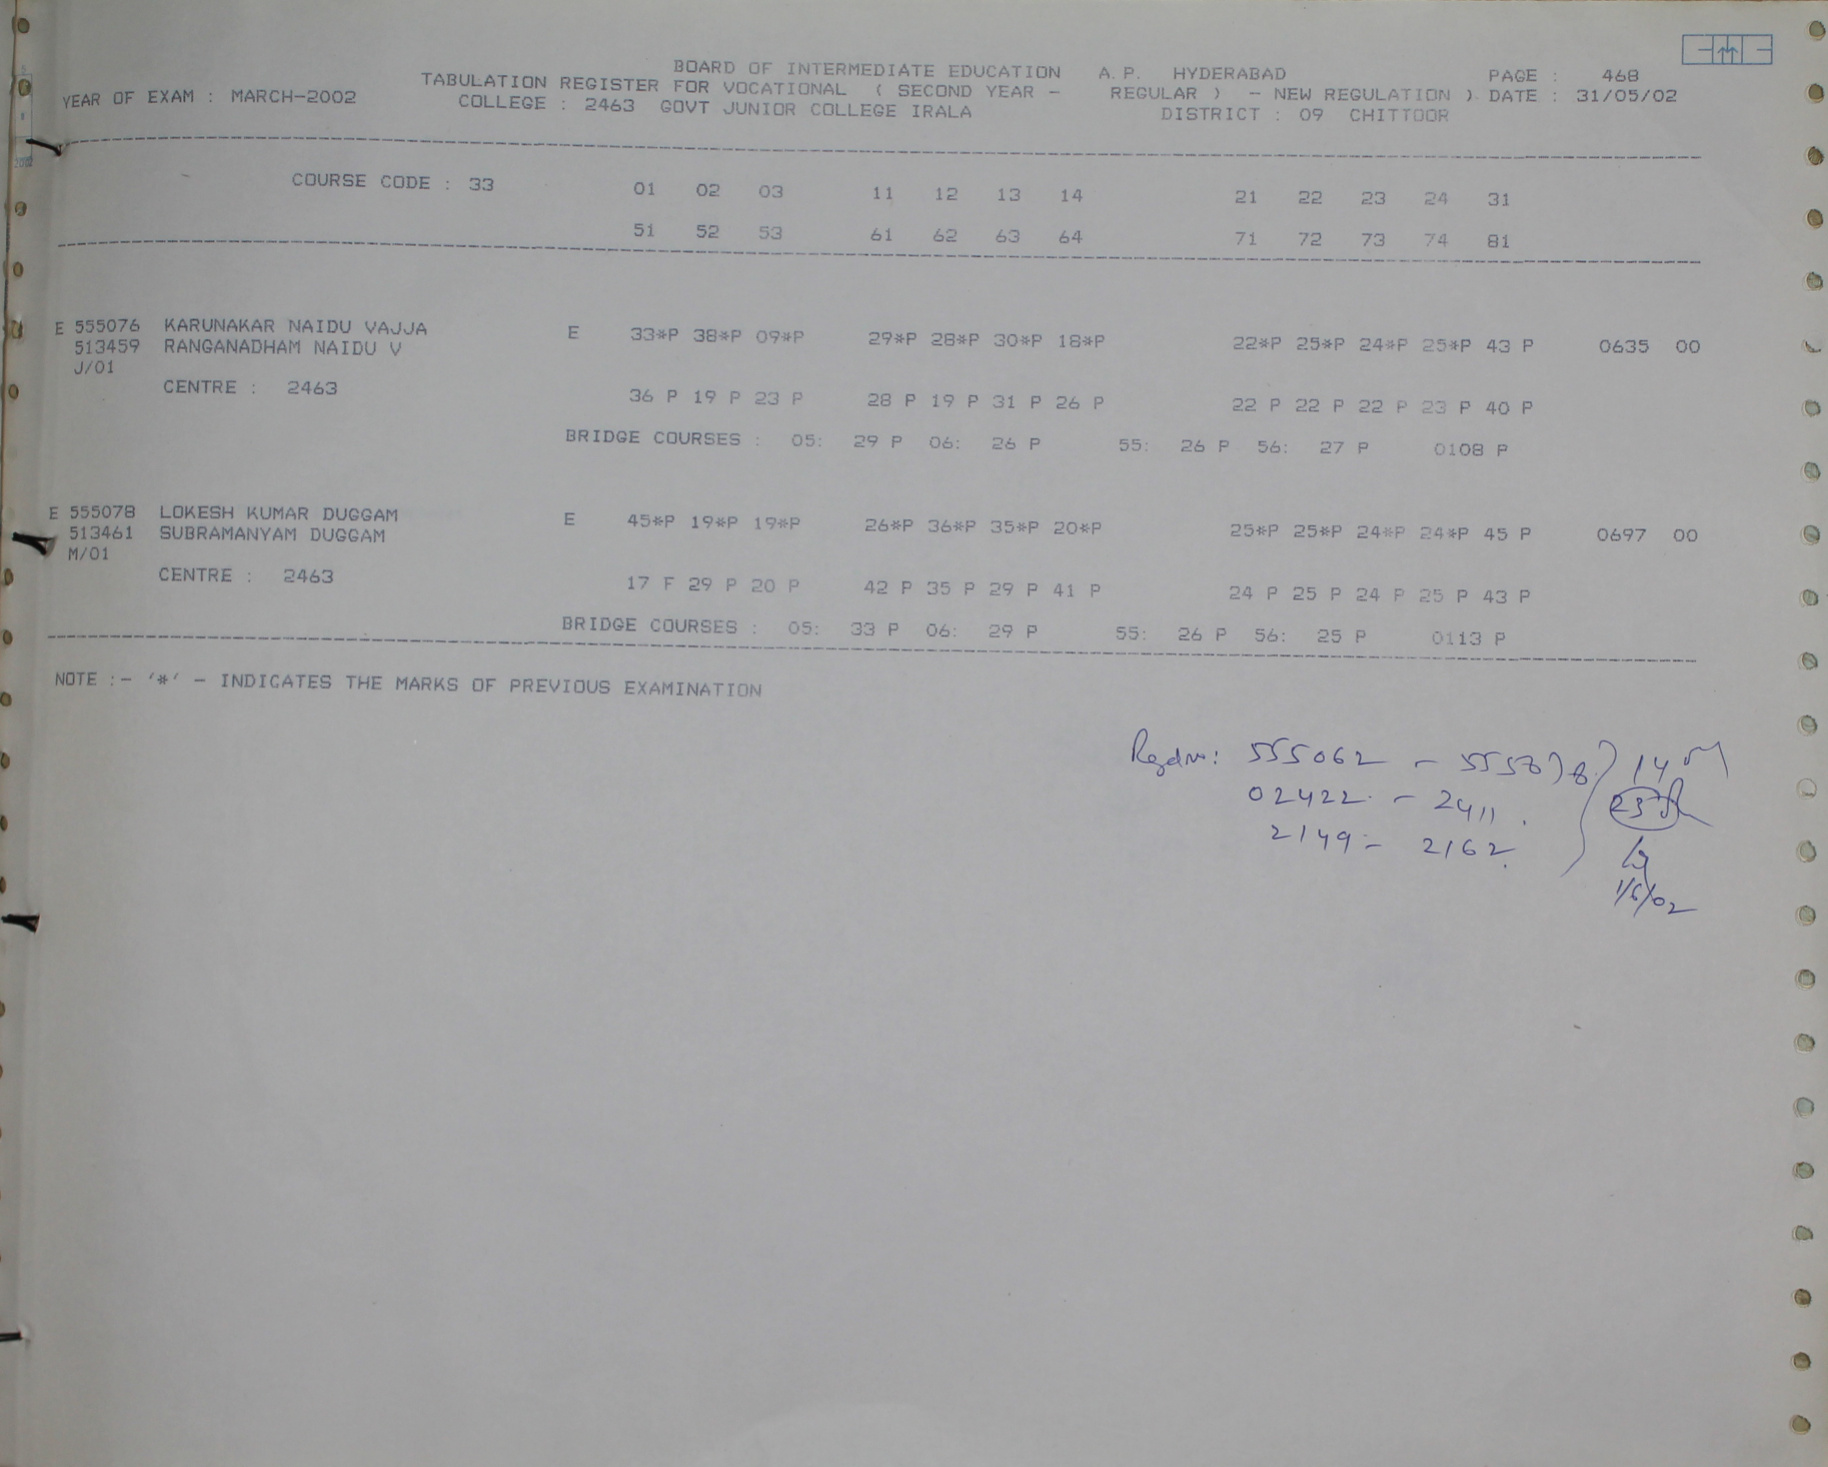 BOARD OF INTERMEDIATE EDUCATION A.P. HYDERABAD PAGE : 468
YEAR OF EXAM : MARCH-2002 TABULATION REGISTER FOR VOCATIONAL ( SECOND YEAR - REGULAR ) - NEW REGULATION ) DATE : 31/05/02
COLLEGE : 2463 GOVT JUNIOR COLLEGE IRALA DISTRICT : 09 CHITTOOR
COURSE CODE : 33 01 02 03 11 12 13 14 21 22 23 24 31
51 52 53 61 62 63 64 71 72 73 74 81
E 555076 KARUNAKAR NAIDU VAJJA E 33*P 38*P 09*P 29*P 28*P 30*P 18*P 22*P 25*P 24*P 25*P 43 P 0635 00
513459 RANGANADHAM NAIDU V
J/01
CENTRE : 2463 36 P 19 P 23 P 28 P 19 P 31 P 26 P 22 P 22 P 22 P 23 P 40 P
BRIDGE COURSES : 05: 29 P 06: 26 P 55: 26 P 56: 27 P 0108 P
E 555078 LOKESH KUMAR DUGGAM E 45*P 19*P 19*P 26*P 36*P 35*P 20*P 25*P 25*P 24*P 24*P 45 P 0697 00
513461 SUBRAMANYAM DUGGAM
M/01
CENTRE : 2463 17 F 29 P 20 P 42 P 35 P 29 P 41 P 24 P 25 P 24 P 25 P 43 P
BRIDGE COURSES : 05: 33 P 06: 29 P 55: 26 P 56: 25 P 0113 P
NOTE :- '*' - INDICATES THE MARKS OF PREVIOUS EXAMINATION
555062 - 14
02422 - 2411
2149 - 2162
1/6/02